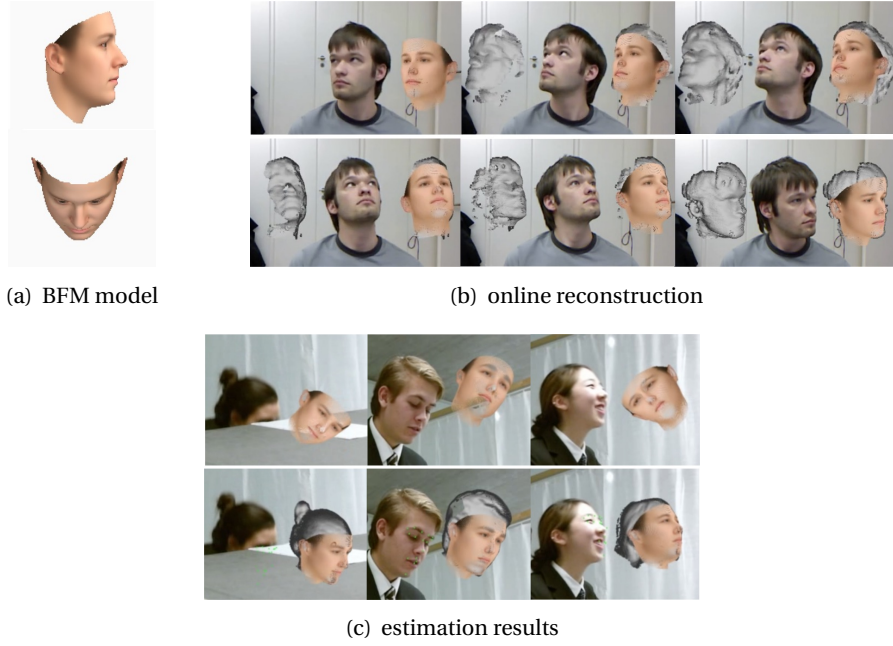 (a) BFM model
(b) online reconstruction
(c) estimation results